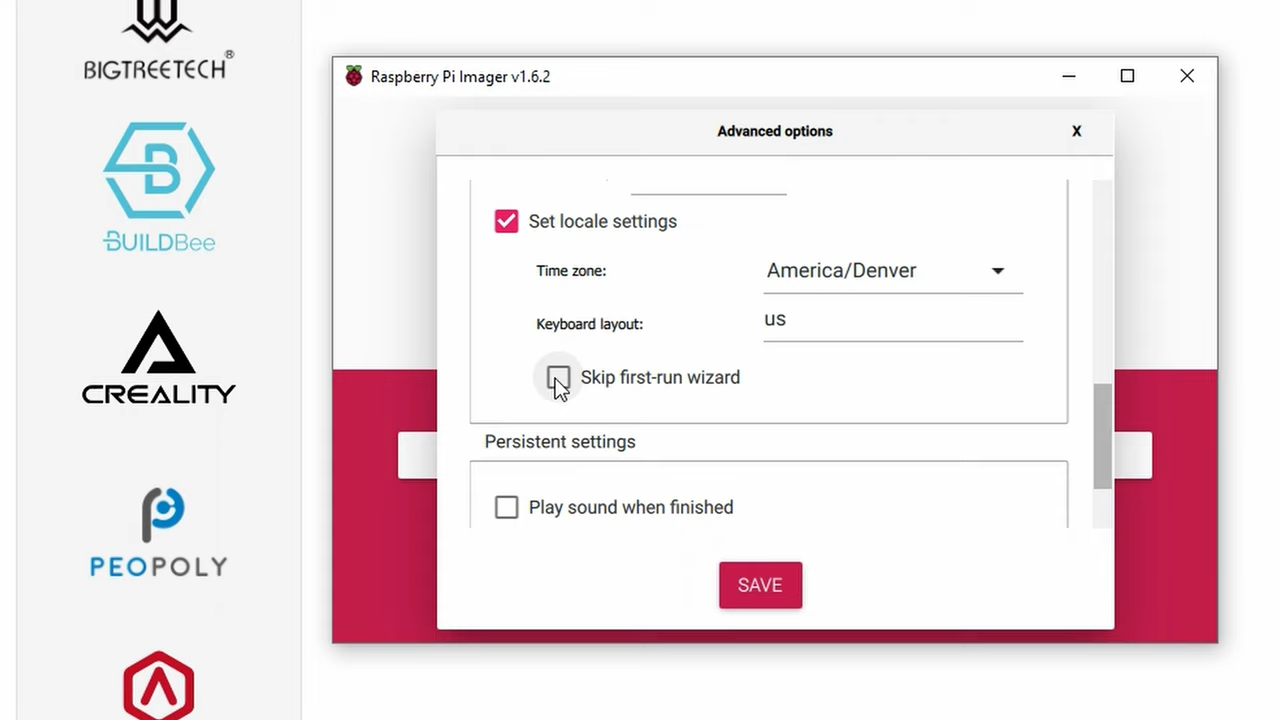 BIGTREETECH®
BUILDBee
CREALITY
PEOPOLY
Raspberry Pi Imager v1.6.2
Advanced options
X
Set locale settings
Time zone:
America/Denver
Keyboard layout:
us
Skip first-run wizard
Persistent settings
Play sound when finished
SAVE